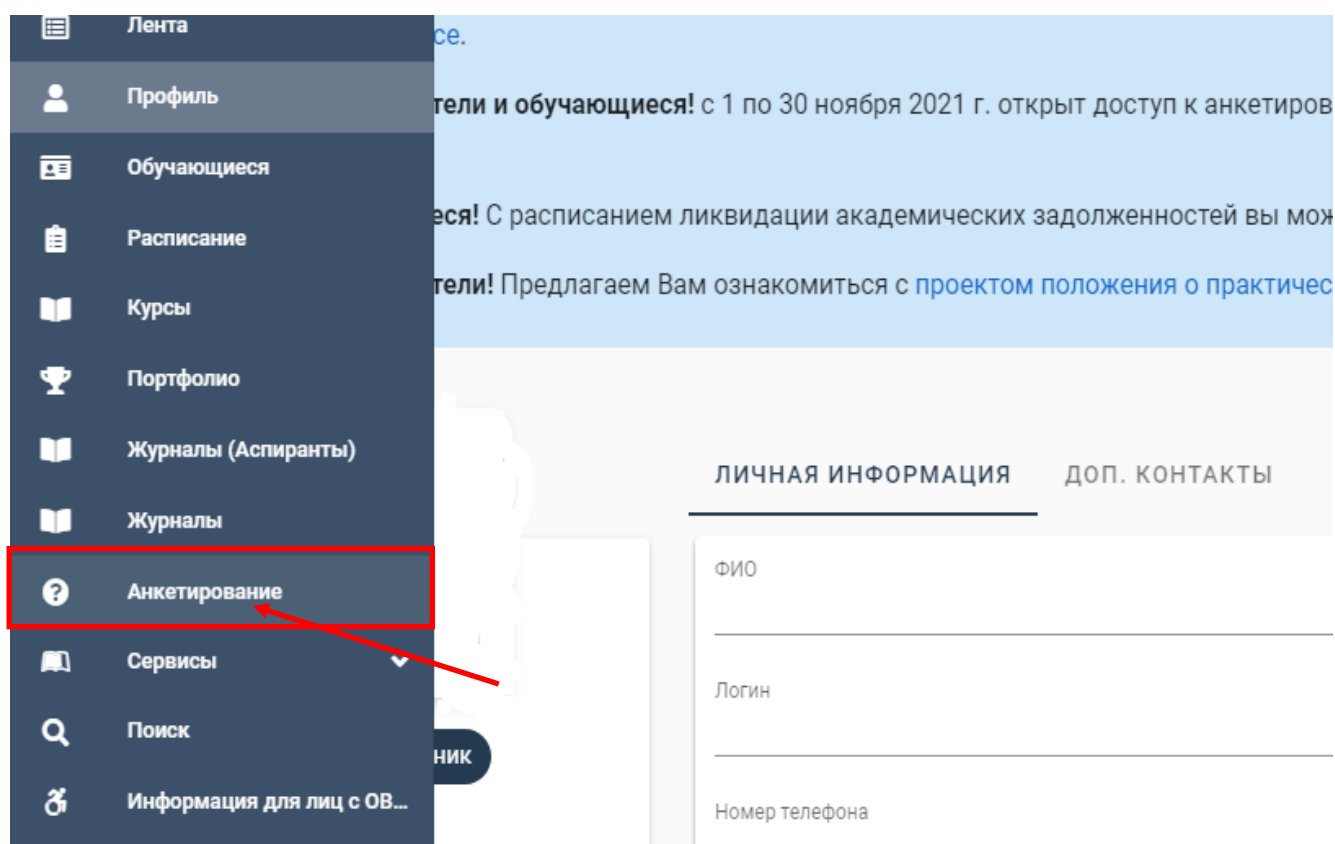 Лента
Профиль
Обучающиеся
Расписание
Курсы
Портфолио
Журналы (Аспиранты)
Журналы
Анкетирование
Сервисы
Поиск
Информация для лиц с ОВ...
се.
тели и обучающиеся! с 1 по 30 ноября 2021 г. открыт доступ к анкетиров
еся! С расписанием ликвидации академических задолженностей вы мож
тели! Предлагаем Вам ознакомиться с проектом положения о практичес
ник
ЛИЧНАЯ ИНФОРМАЦИЯ ДОП. КОНТАКТЫ
ФИО
Логин
Номер телефона